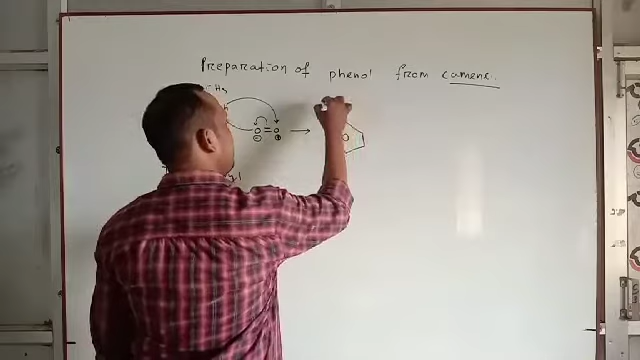 Preparation of phenol from cumene.
O = O